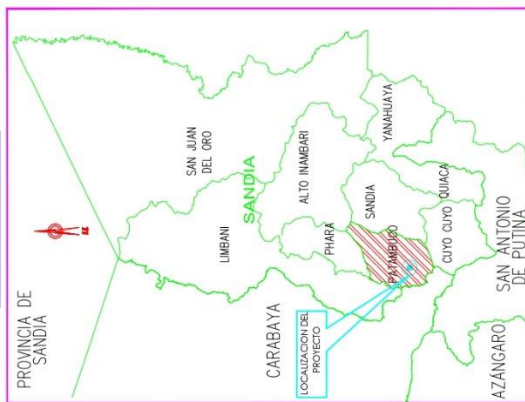 PROVINCIA DE
SANDIA
SAN JUAN
DEL ORO
SANDIA
LIMBANI
ALTO INAMBARI
YANAHUAYA
PHARA
SANDIA
CARABAYA
QUIACA
PATAMBUCO
CUYO CUYO
LOCALIZACION DEL
PROYECTO
SAN ANTONIO
DE PUTINA
AZÁNGARO